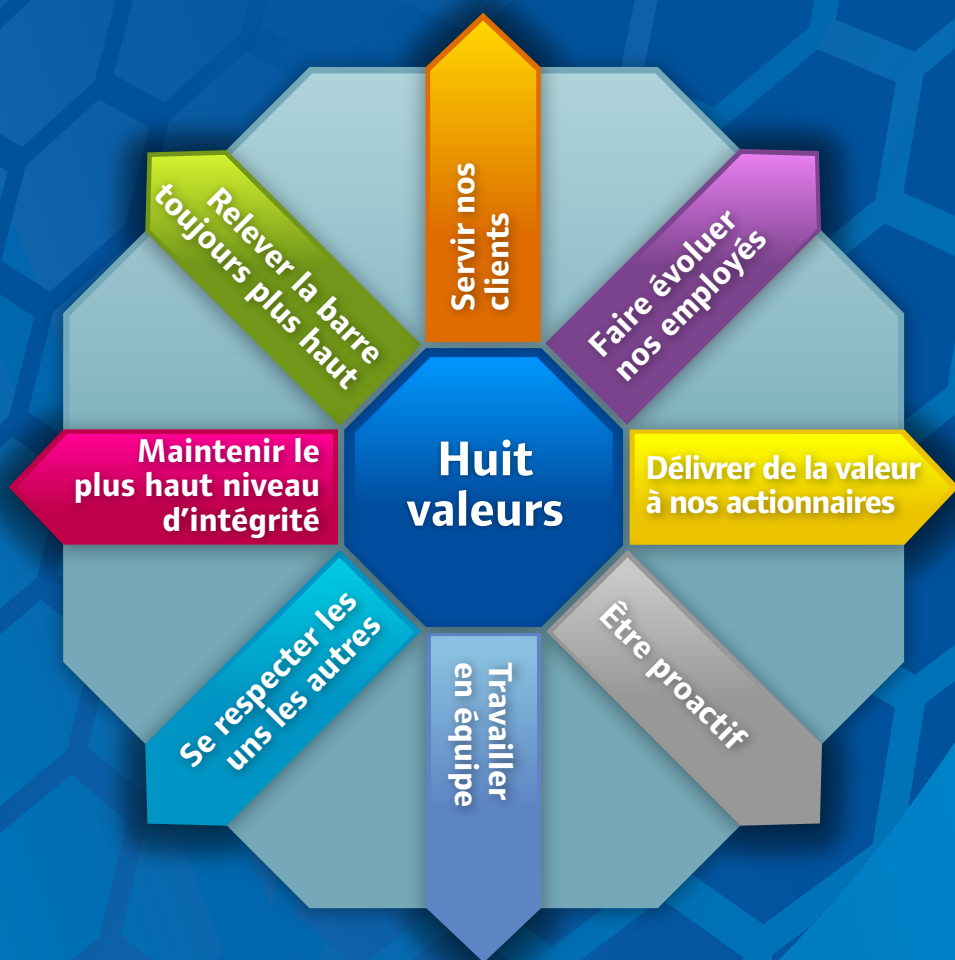 Huit
valeurs
Servir nos
clients
Faire évoluer
nos employés
Délivrer de la valeur
à nos actionnaires
Être proactif
Travailler
en équipe
Se respecter les
uns les autres
Maintenir le
plus haut niveau
d’intégrité
Relever la barre
toujours plus haut